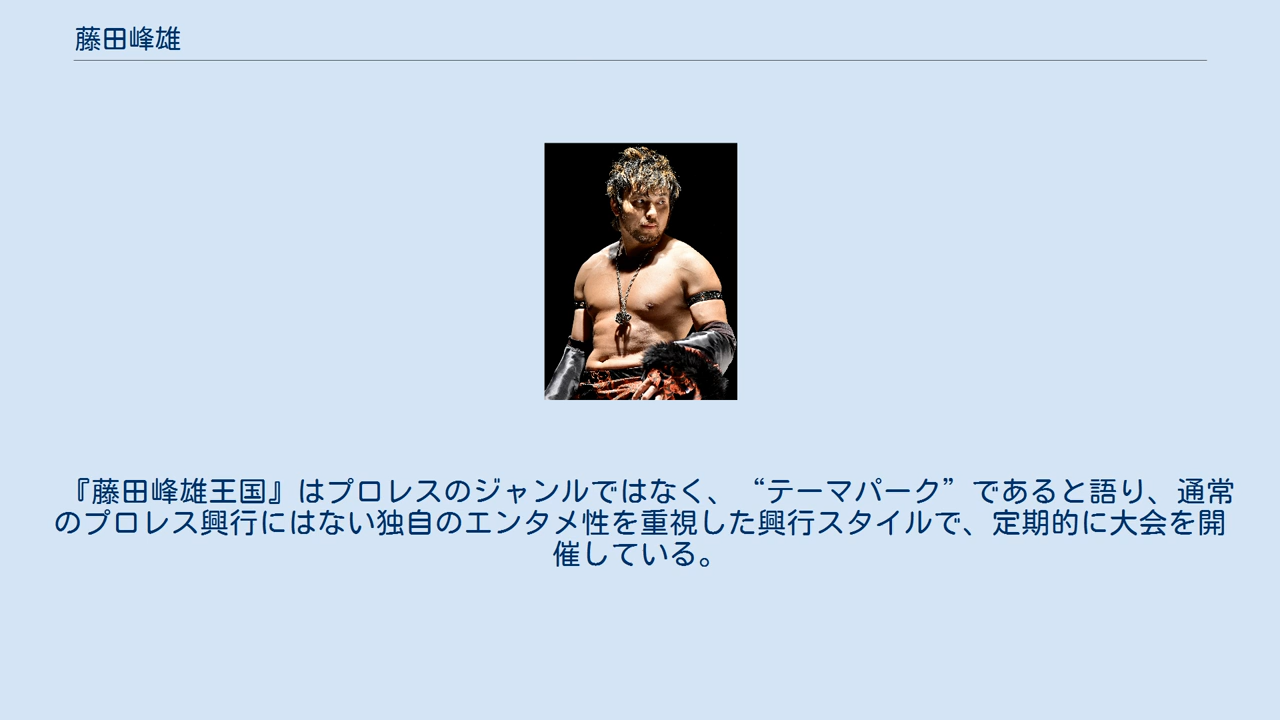 藤田峰雄
『藤田峰雄王国』はプロレスのジャンルではなく、“テーマパーク”であると語り、通常
のプロレス興行にはない独自のエンタメ性を重視した興行スタイルで、定期的に大会を開
催している。